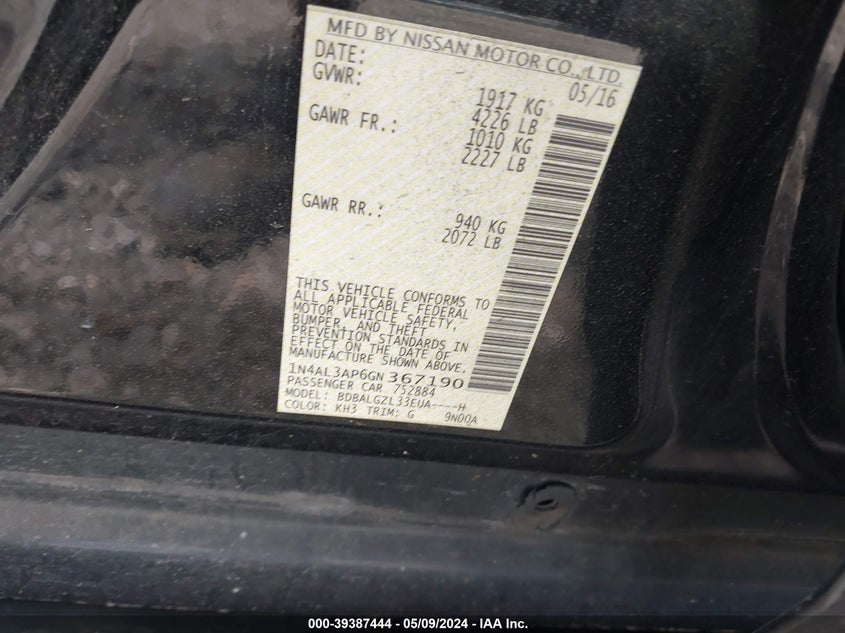 MFD BY NISSAN MOTOR CO., LTD.
DATE: 05/16
GVWR: 1917 KG
4226 LB
GAWR FR.: 1010 KG
2227 LB
GAWR RR.: 940 KG
2072 LB
THIS VEHICLE CONFORMS TO
ALL APPLICABLE FEDERAL
MOTOR VEHICLE SAFETY,
BUMPER, AND THEFT
PREVENTION STANDARDS IN
EFFECT ON THE DATE OF
MANUFACTURE SHOWN ABOVE.
1N4AL3AP6GN367190
PASSENGER CAR 752884
MODEL: BDBALGZL33EUA----H
COLOR: KH3 TRIM: G 9N00A
000-39387444 - 05/09/2024 - IAA Inc.